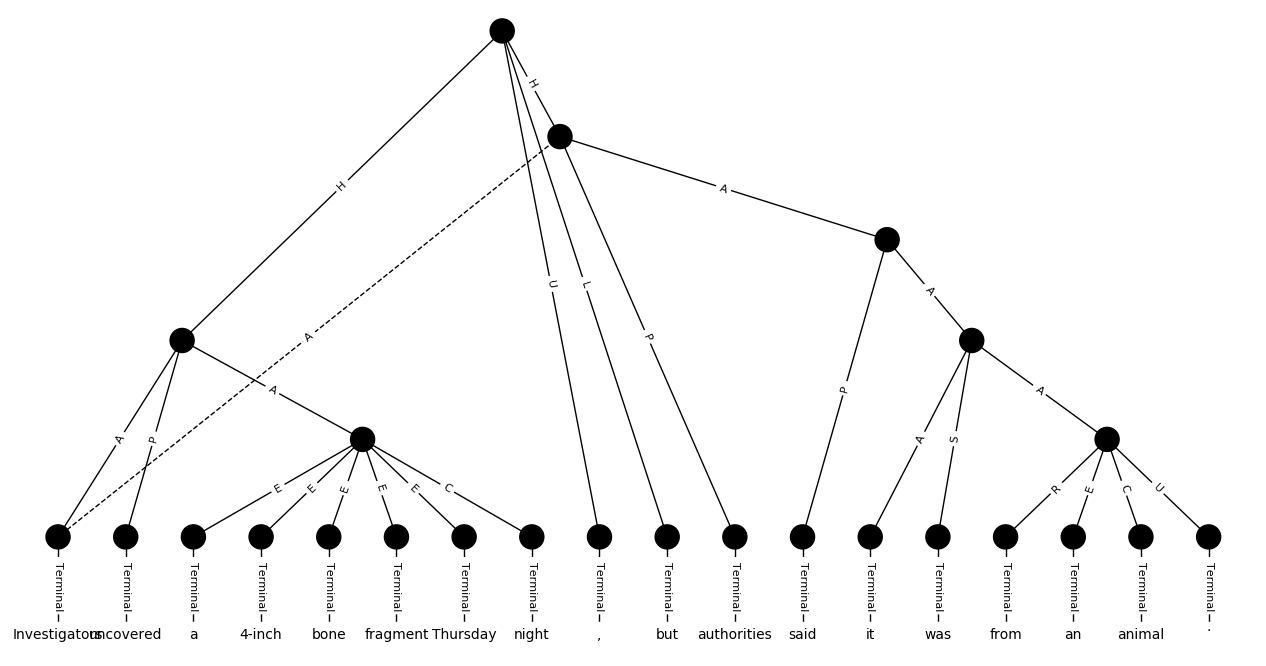 H
H
A
U
L
A
H
A
P
A
A
P
A
A
P
A
S
E
E
E
E
E
C
R
E
C
U
Terminal Terminal Terminal Terminal Terminal Terminal Terminal Terminal Terminal Terminal Terminal Terminal Terminal Terminal Terminal Terminal Terminal Terminal
Investigators uncovered a 4-inch bone fragment Thursday night , but authorities said it was from an animal .